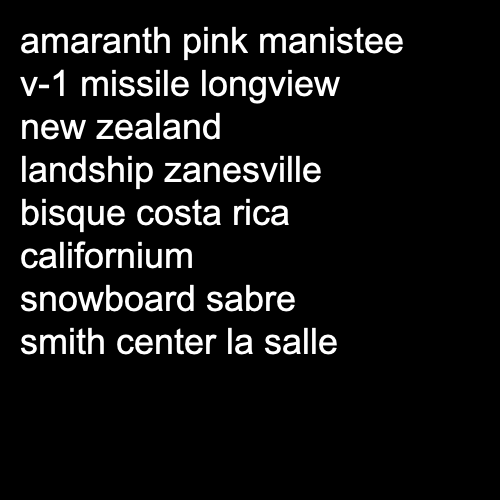 amaranth pink manistee
v-1 missile longview
new zealand
landship zanesville
bisque costa rica
californium
snowboard sabre
smith center la salle